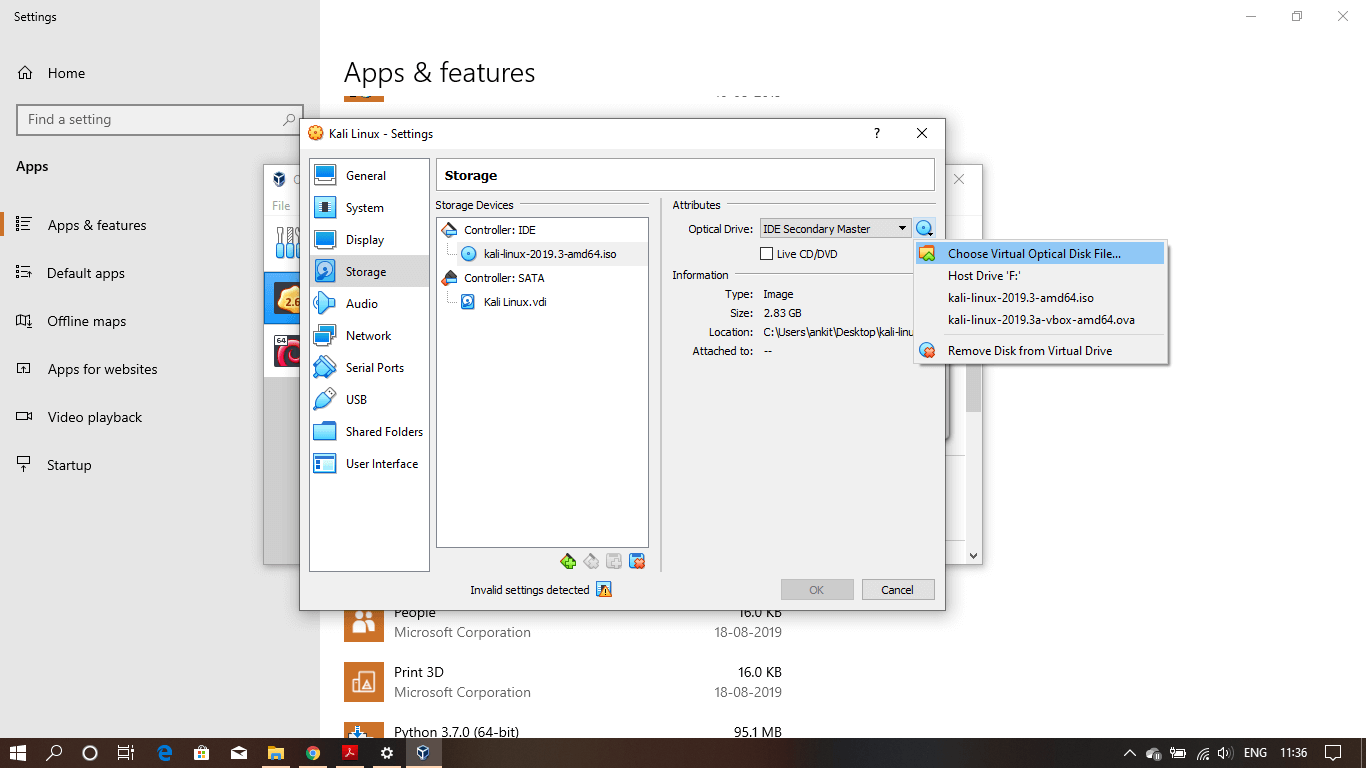 Settings
Home
Find a setting
Apps
Apps & features
Default apps
Offline maps
Apps for websites
Video playback
Startup
Apps & features
File
2.6
64
Kali Linux - Settings
?
General
System
Display
Storage
Audio
Network
Serial Ports
USB
Shared Folders
User Interface
Storage
Storage Devices
Controller: IDE
kali-linux-2019.3-amd64.iso
Controller: SATA
Kali Linux.vdi
Attributes
Optical Drive: IDE Secondary Master
Live CD/DVD
Information
Type: Image
Size: 2.83 GB
Location: C:\Users\ankit\Desktop\kali-linu
Attached to: --
Choose Virtual Optical Disk File...
Host Drive 'F:'
kali-linux-2019.3-amd64.iso
kali-linux-2019.3a-vbox-amd64.ova
Remove Disk from Virtual Drive
Invalid settings detected
OK
Cancel
People 16.0 KB
Microsoft Corporation 18-08-2019
Print 3D 16.0 KB
Microsoft Corporation 18-08-2019
Python 3.7.0 (64-bit) 95.1 MB
ENG 11:36